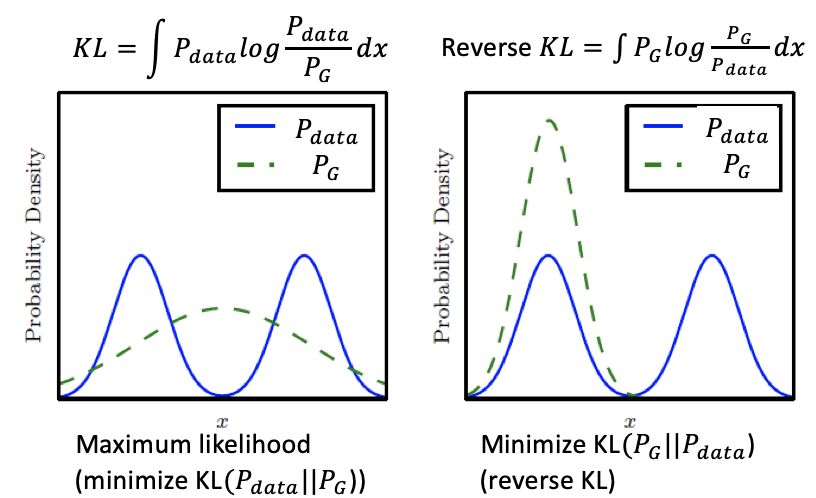 KL = ∫ P_data log P_data/P_G dx
P_data
P_G
Probability Density
x
Maximum likelihood
(minimize KL(P_data||P_G))
Reverse KL = ∫ P_G log P_G/P_data dx
P_data
P_G
Probability Density
x
Minimize KL(P_G||P_data)
(reverse KL)